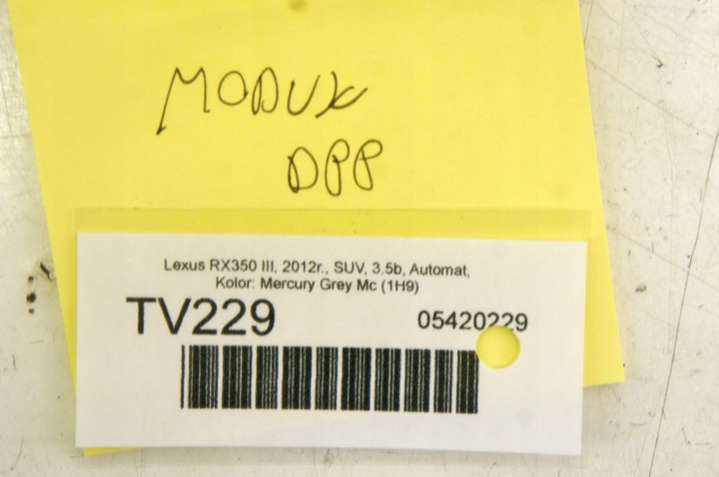 MODUŁ
DPP
Lexus RX350 III, 2012r., SUV, 3.5b, Automat,
Kolor: Mercury Grey Mc (1H9)
TV229
05420229